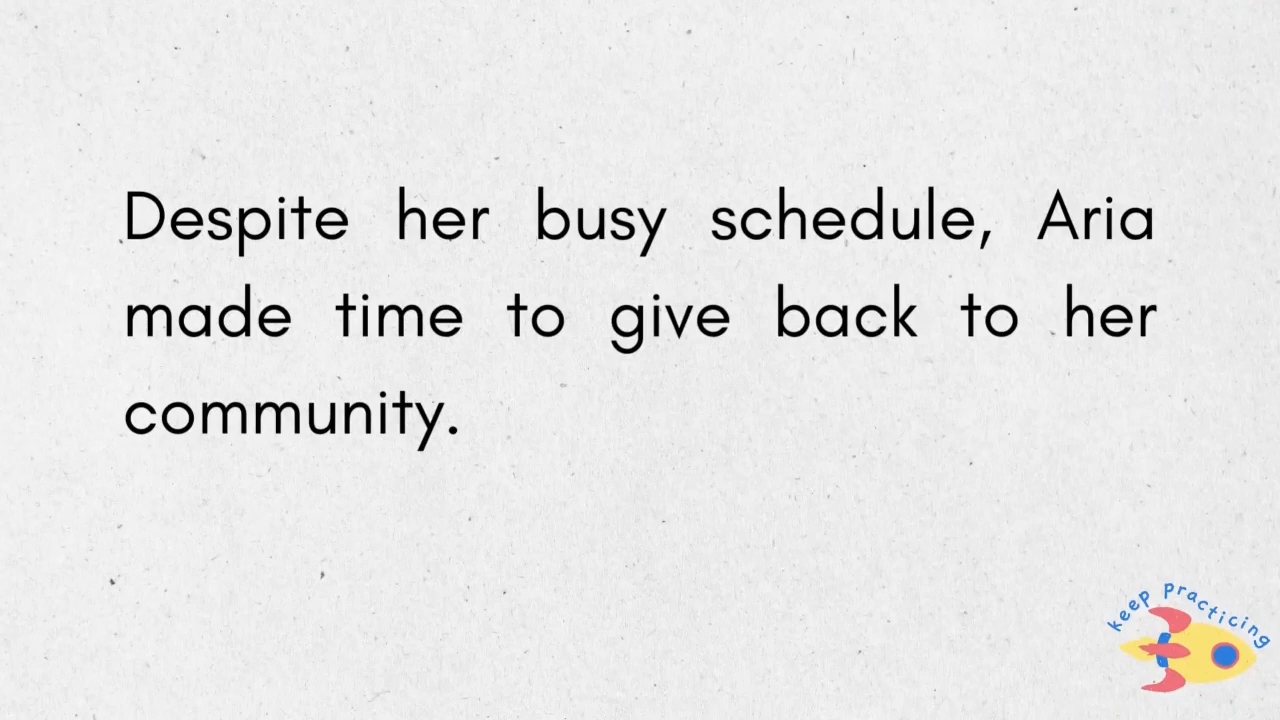 Despite her busy schedule, Aria
made time to give back to her
community.
keep practicing